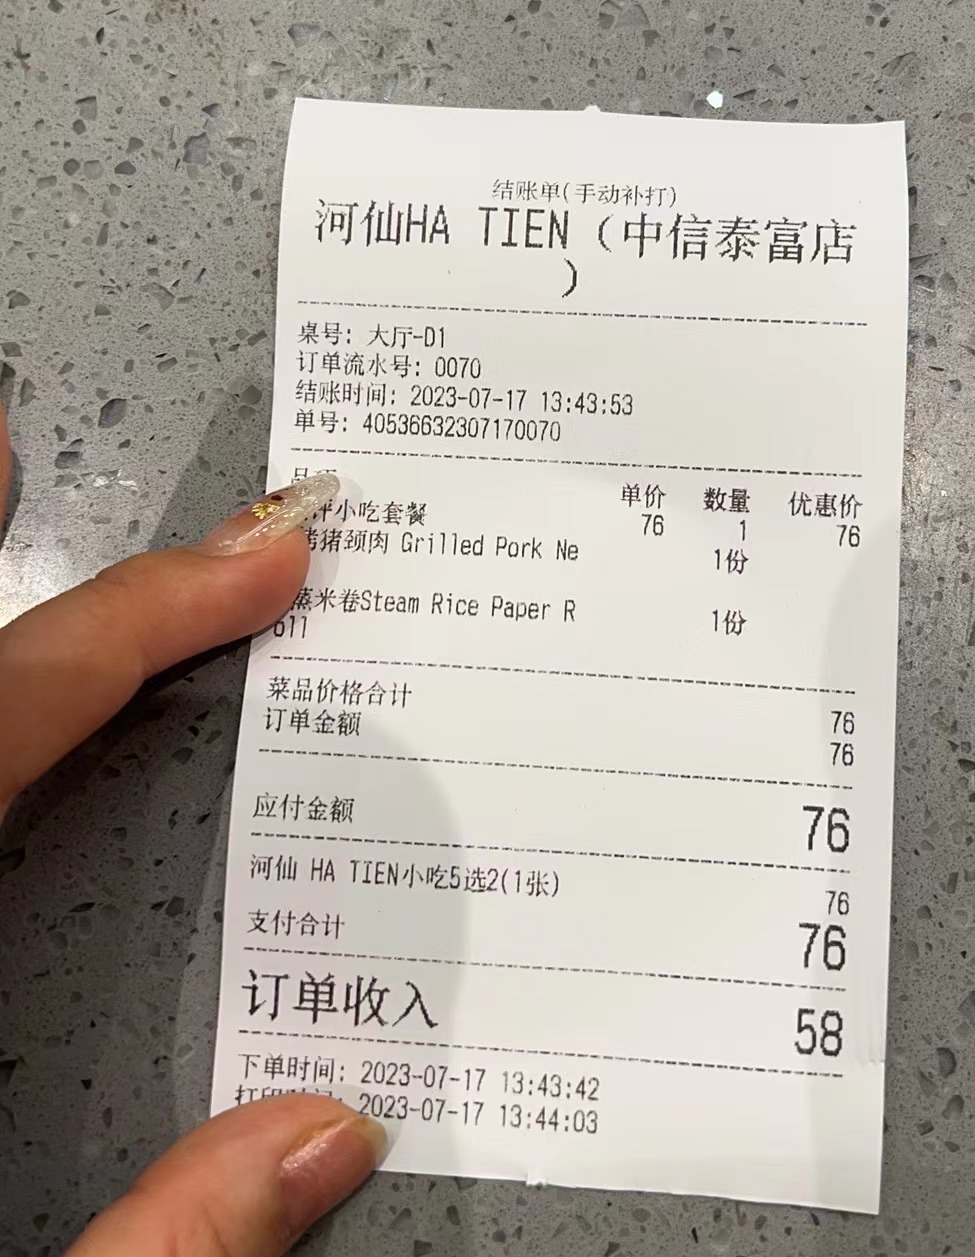 结账单(手动补打)
河仙HA TIEN（中信泰富店
）
桌号: 大厅-D1
订单流水号: 0070
结账时间: 2023-07-17 13:43:53
单号: 40536632307170070
单价 数量 优惠价
评小吃套餐 76 1 76
烤猪颈肉 Grilled Pork Ne 1份
蒸米卷Steam Rice Paper R 1份
oll
菜品价格合计 76
订单金额 76
应付金额 76
河仙 HA TIEN小吃5选2(1张) 76
支付合计 76
订单收入 58
下单时间: 2023-07-17 13:43:42
打印时间: 2023-07-17 13:44:03